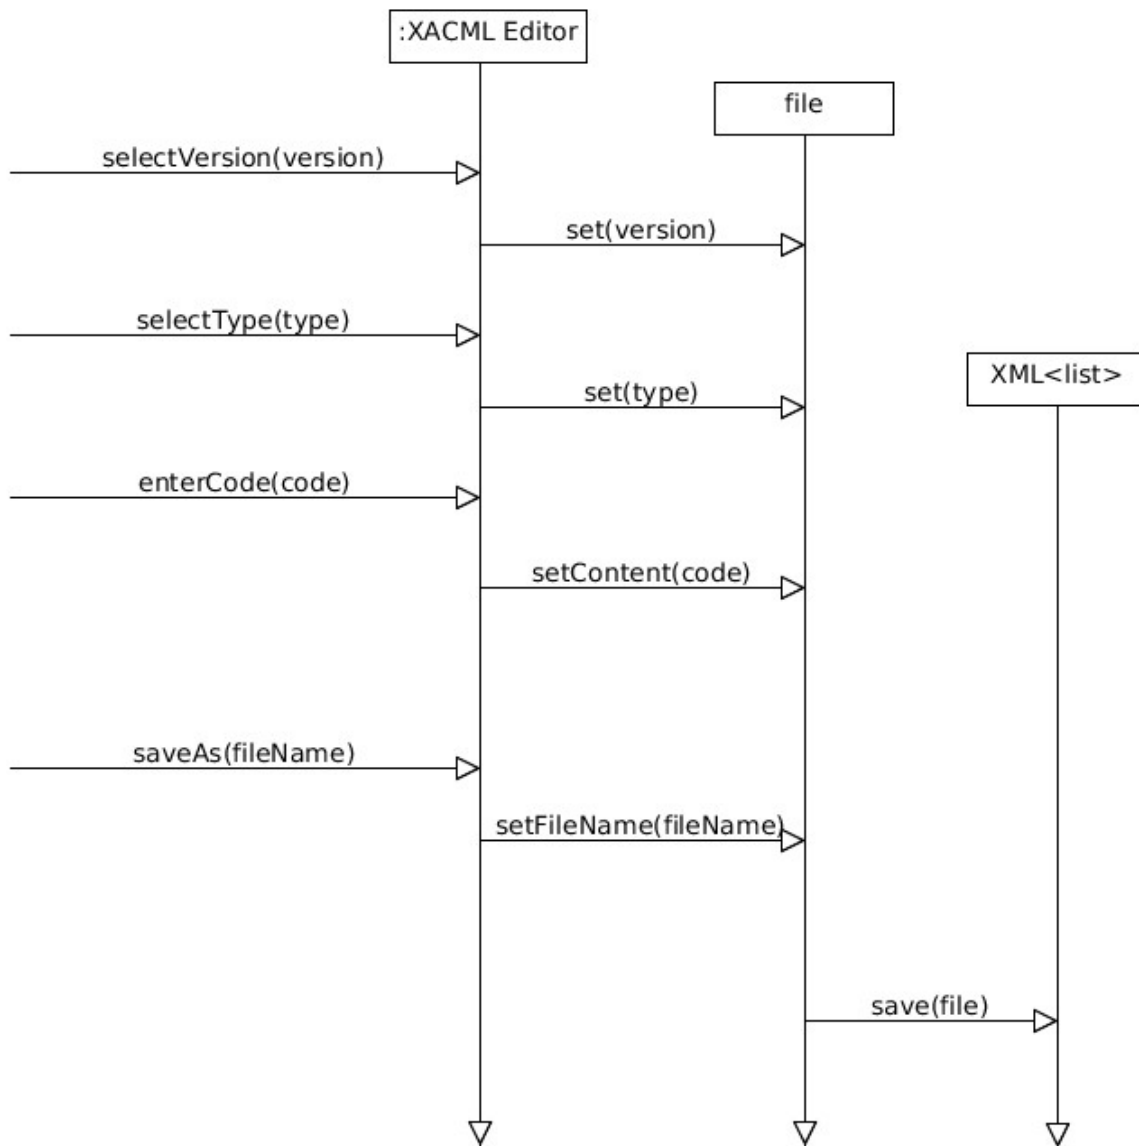 :XACML Editor
file
selectVersion(version)
set(version)
selectType(type)
XML<list>
set(type)
enterCode(code)
setContent(code)
saveAs(fileName)
setFileName(fileName)
save(file)